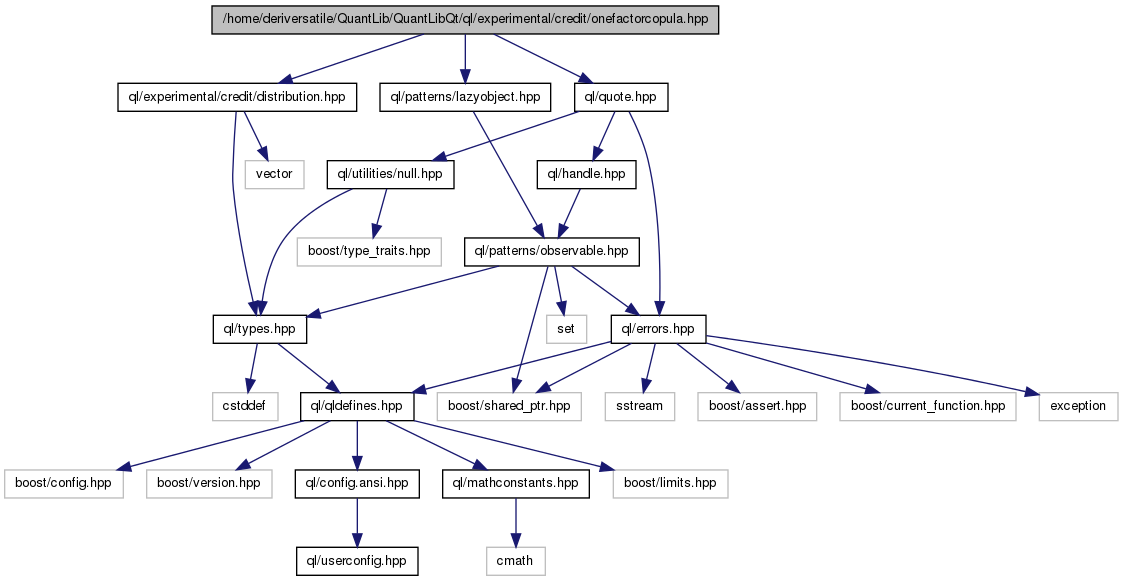 /home/deriversatile/QuantLib/QuantLibQt/ql/experimental/credit/onefactorcopula.hpp
ql/experimental/credit/distribution.hpp
ql/patterns/lazyobject.hpp
ql/quote.hpp
vector
ql/utilities/null.hpp
ql/handle.hpp
boost/type_traits.hpp
ql/patterns/observable.hpp
ql/types.hpp
set
ql/errors.hpp
cstddef
ql/qldefines.hpp
boost/shared_ptr.hpp
sstream
boost/assert.hpp
boost/current_function.hpp
exception
boost/config.hpp
boost/version.hpp
ql/config.ansi.hpp
ql/mathconstants.hpp
boost/limits.hpp
ql/userconfig.hpp
cmath